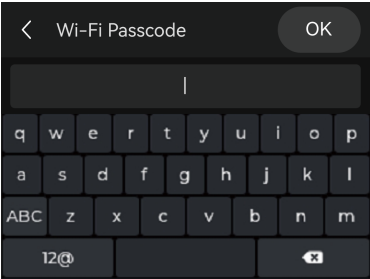 Wi-Fi Passcode OK
q w e r t y u i o p
a s d f g h j k l
ABC z x c v b n m
12@